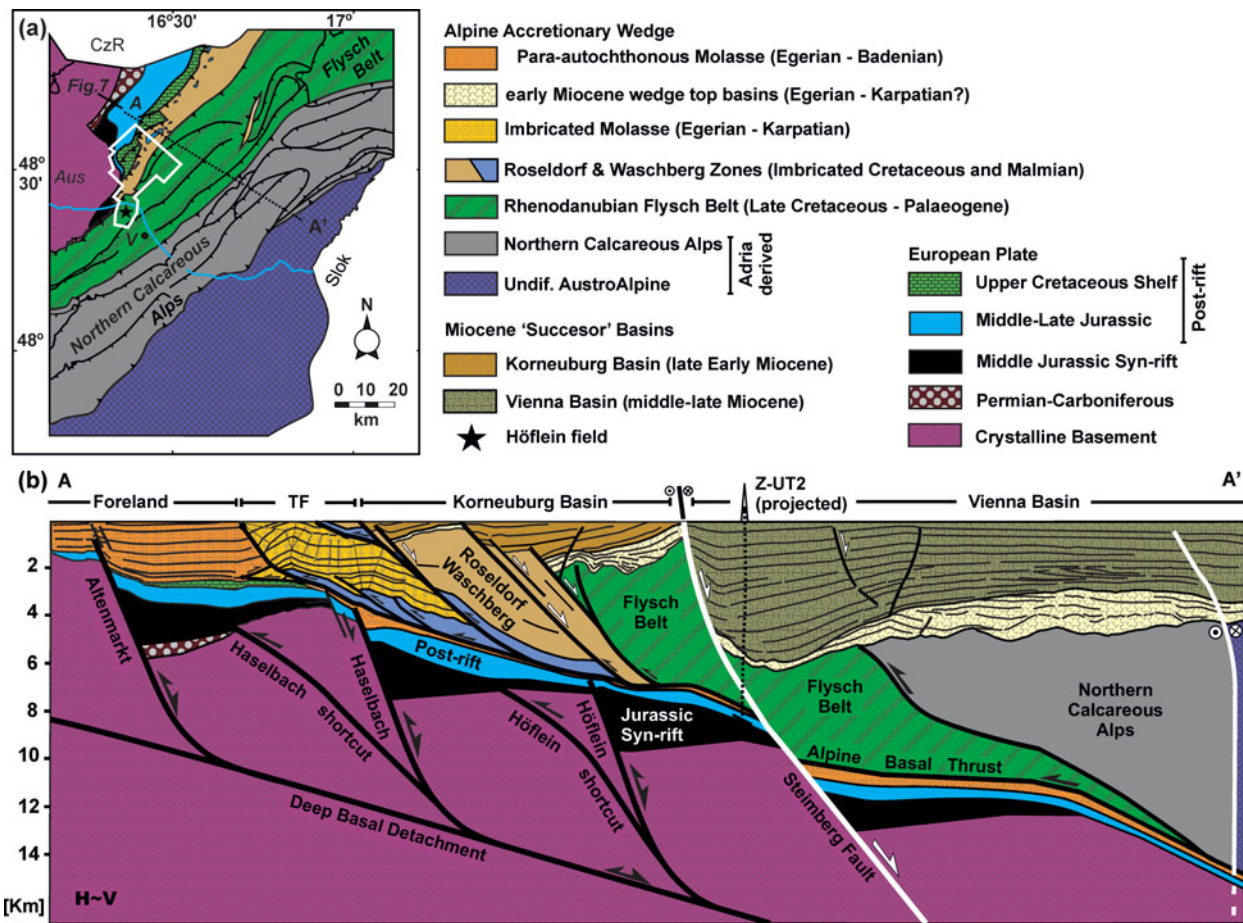 (a)
16°30'
17°
CzR
Flysch
Belt
Fig.7
A
48°
30'
Aus
A'
V
Slok
Northern Calcareous
Alps
N
48°
0 10 20
km
Alpine Accretionary Wedge
Para-autochthonous Molasse (Egerian - Badenian)
early Miocene wedge top basins (Egerian - Karpatian?)
Imbricated Molasse (Egerian - Karpatian)
Roseldorf & Waschberg Zones (Imbricated Cretaceous and Malmian)
Rhenodanubian Flysch Belt (Late Cretaceous - Palaeogene)
Northern Calcareous Alps
Undif. AustroAlpine
Adria
derived
Miocene ‘Succesor’ Basins
Korneuburg Basin (late Early Miocene)
Vienna Basin (middle-late Miocene)
Höflein field
European Plate
Upper Cretaceous Shelf
Middle-Late Jurassic
Post-rift
Middle Jurassic Syn-rift
Permian-Carboniferous
Crystalline Basement
(b) A
A'
Foreland
TF
Korneuburg Basin
Z-UT2
(projected)
Vienna Basin
2
4
6
8
10
12
14
[Km]
Altenmarkt
Haselbach
shortcut
Haselbach
Roseldorf
Waschberg
Post-rift
Flysch
Belt
Höflein
shortcut
Höflein
Jurassic
Syn-rift
Flysch
Belt
Northern
Calcareous
Alps
Alpine Basal Thrust
Steimberg Fault
Deep Basal Detachment
H~V